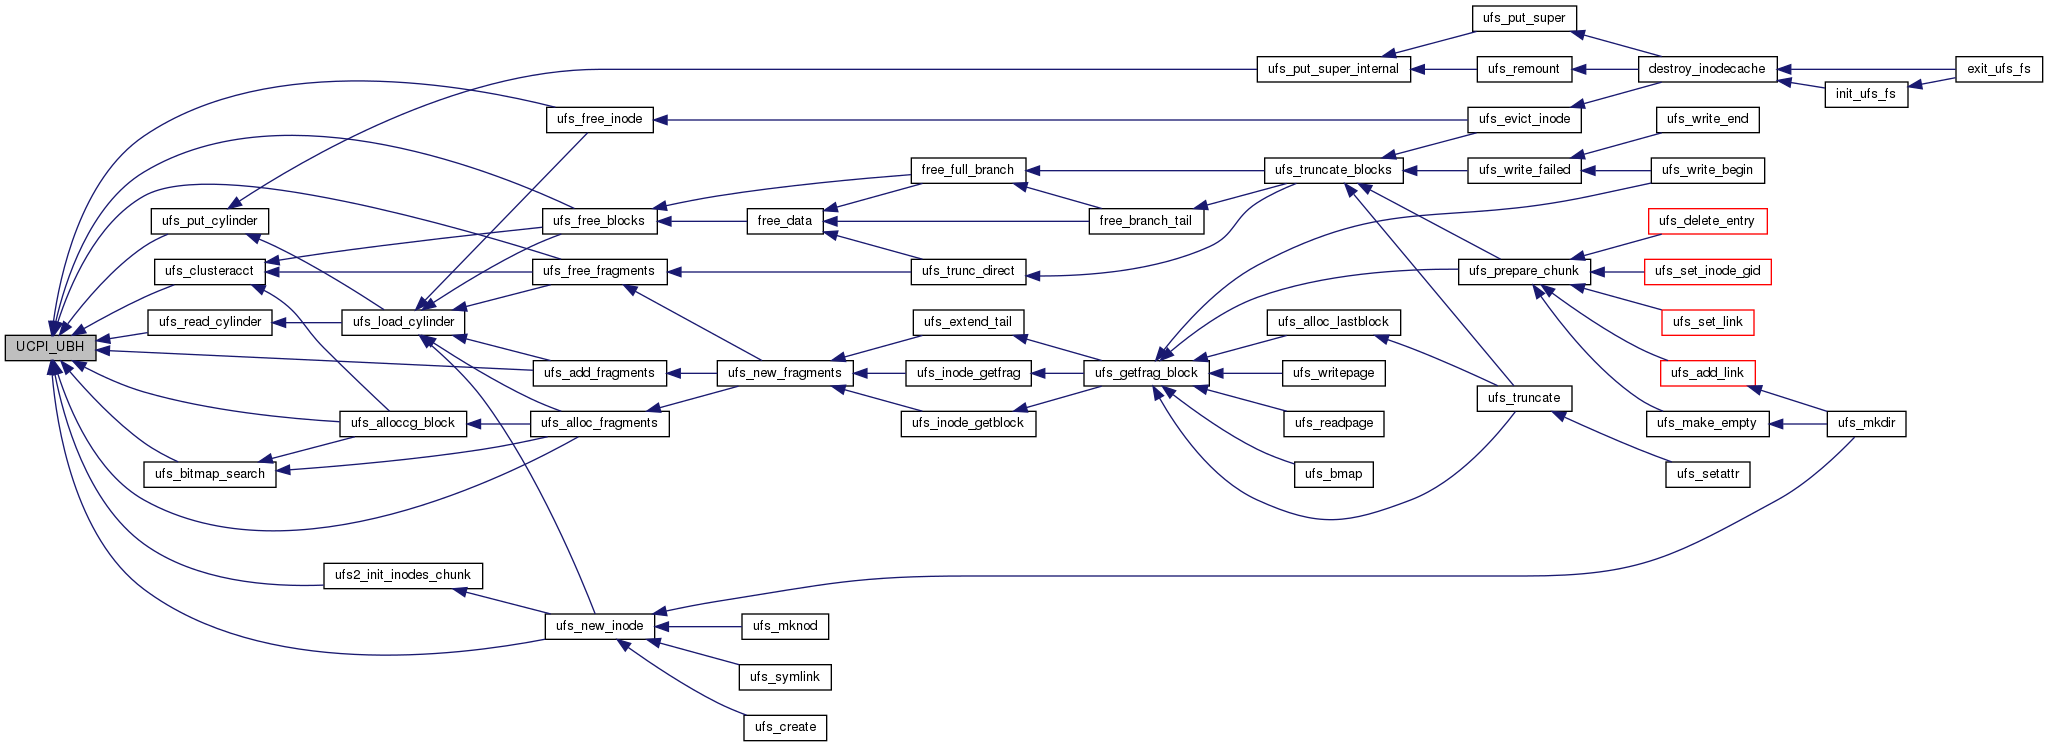 UCPI_UBH
ufs_put_cylinder
ufs_clusteracct
ufs_read_cylinder
ufs_bitmap_search
ufs_load_cylinder
ufs_alloccg_block
ufs2_init_inodes_chunk
ufs_free_inode
ufs_free_blocks
ufs_free_fragments
ufs_add_fragments
ufs_alloc_fragments
ufs_new_inode
free_data
ufs_new_fragments
ufs_mknod
ufs_symlink
ufs_create
free_full_branch
ufs_trunc_direct
ufs_extend_tail
ufs_inode_getfrag
ufs_inode_getblock
free_branch_tail
ufs_getfrag_block
ufs_put_super_internal
ufs_truncate_blocks
ufs_alloc_lastblock
ufs_writepage
ufs_readpage
ufs_bmap
ufs_put_super
ufs_remount
ufs_evict_inode
ufs_write_failed
ufs_prepare_chunk
ufs_truncate
destroy_inodecache
ufs_write_end
ufs_write_begin
ufs_delete_entry
ufs_set_inode_gid
ufs_set_link
ufs_add_link
ufs_make_empty
ufs_setattr
init_ufs_fs
ufs_mkdir
exit_ufs_fs